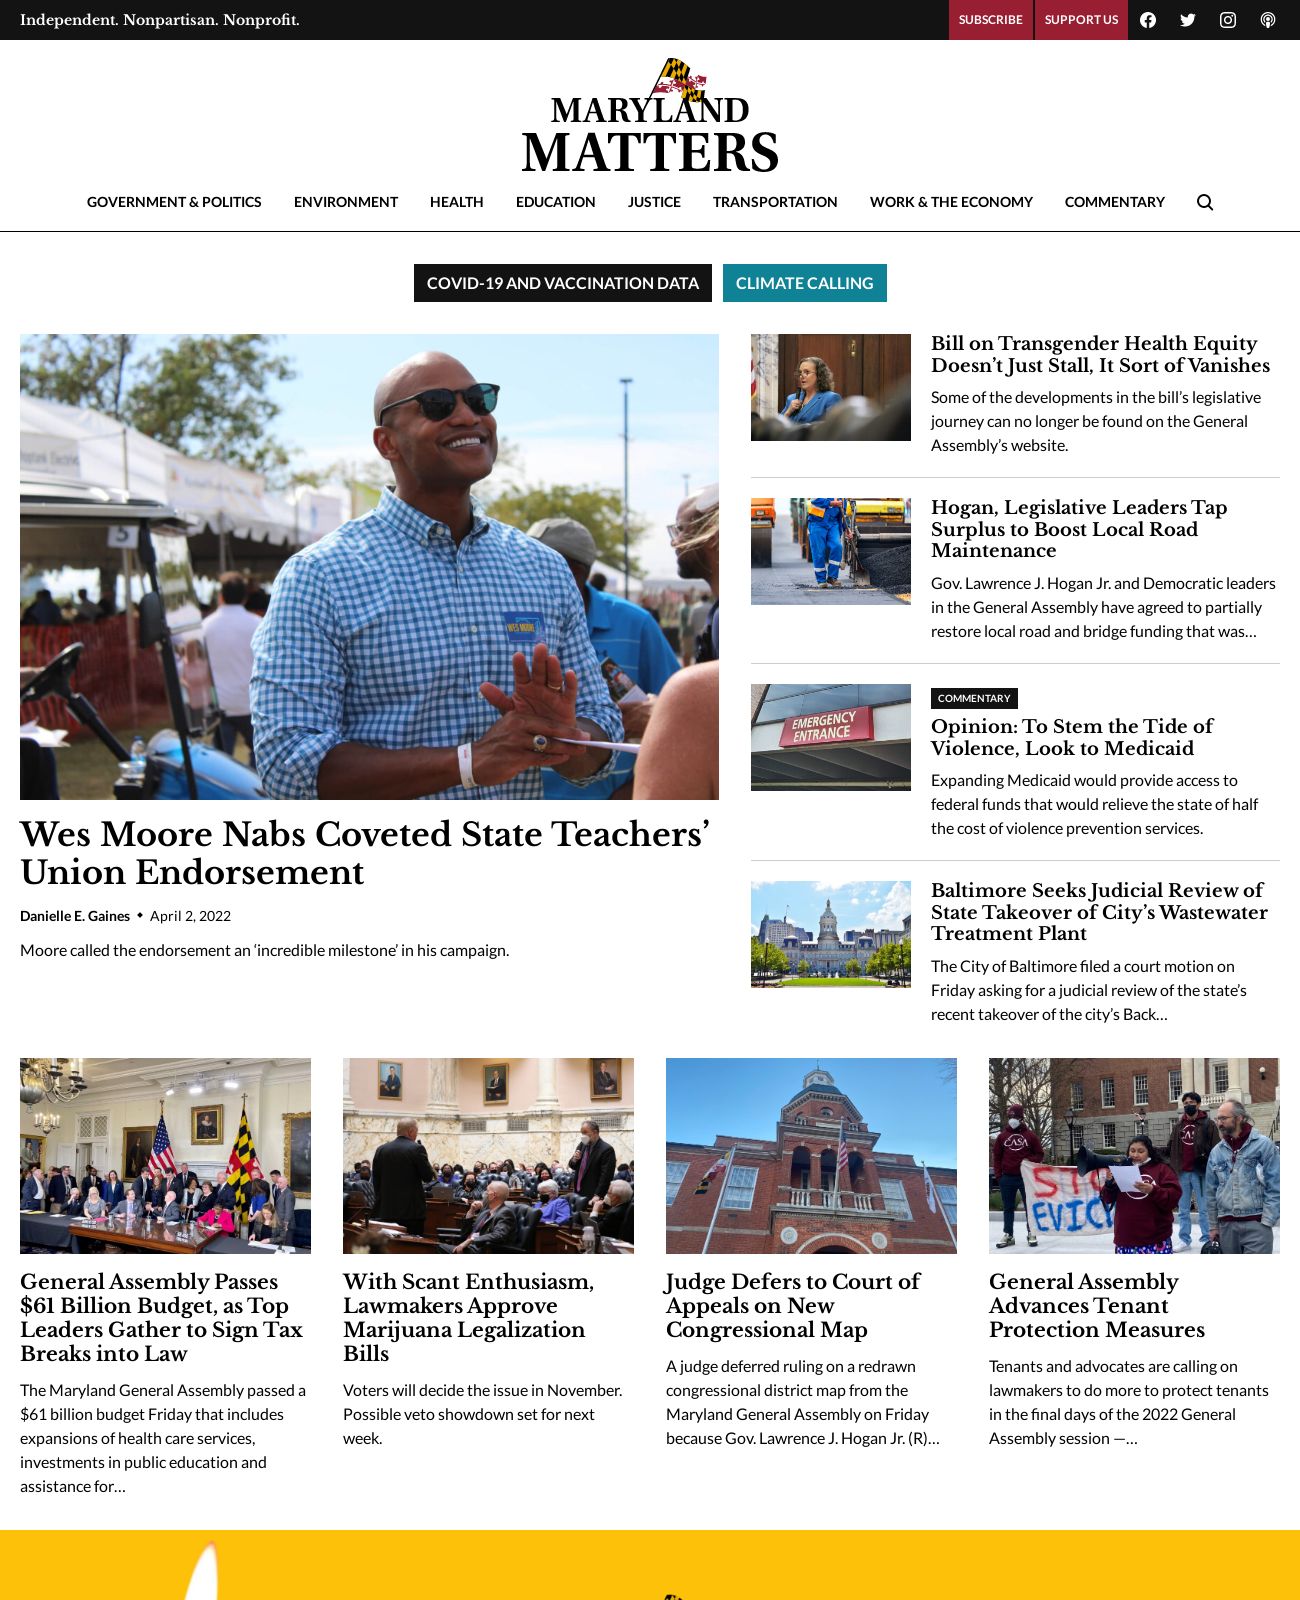 Independent. Nonpartisan. Nonprofit.
SUBSCRIBE
SUPPORT US
MARYLAND
MATTERS
GOVERNMENT & POLITICS
ENVIRONMENT
HEALTH
EDUCATION
JUSTICE
TRANSPORTATION
WORK & THE ECONOMY
COMMENTARY
COVID-19 AND VACCINATION DATA
CLIMATE CALLING
5
WES MOORE
Wes Moore Nabs Coveted State Teachers’
Union Endorsement
Danielle E. Gaines ◆ April 2, 2022
Moore called the endorsement an ‘incredible milestone’ in his campaign.
Bill on Transgender Health Equity
Doesn’t Just Stall, It Sort of Vanishes
Some of the developments in the bill’s legislative
journey can no longer be found on the General
Assembly’s website.
Hogan, Legislative Leaders Tap
Surplus to Boost Local Road
Maintenance
Gov. Lawrence J. Hogan Jr. and Democratic leaders
in the General Assembly have agreed to partially
restore local road and bridge funding that was…
EMERGENCY
ENTRANCE
COMMENTARY
Opinion: To Stem the Tide of
Violence, Look to Medicaid
Expanding Medicaid would provide access to
federal funds that would relieve the state of half
the cost of violence prevention services.
Baltimore Seeks Judicial Review of
State Takeover of City’s Wastewater
Treatment Plant
The City of Baltimore filed a court motion on
Friday asking for a judicial review of the state’s
recent takeover of the city’s Back…
General Assembly Passes
$61 Billion Budget, as Top
Leaders Gather to Sign Tax
Breaks into Law
The Maryland General Assembly passed a
$61 billion budget Friday that includes
expansions of health care services,
investments in public education and
assistance for…
With Scant Enthusiasm,
Lawmakers Approve
Marijuana Legalization
Bills
Voters will decide the issue in November.
Possible veto showdown set for next
week.
Judge Defers to Court of
Appeals on New
Congressional Map
A judge deferred ruling on a redrawn
congressional district map from the
Maryland General Assembly on Friday
because Gov. Lawrence J. Hogan Jr. (R)…
CASA
STO
EVIC
General Assembly
Advances Tenant
Protection Measures
Tenants and advocates are calling on
lawmakers to do more to protect tenants
in the final days of the 2022 General
Assembly session —…